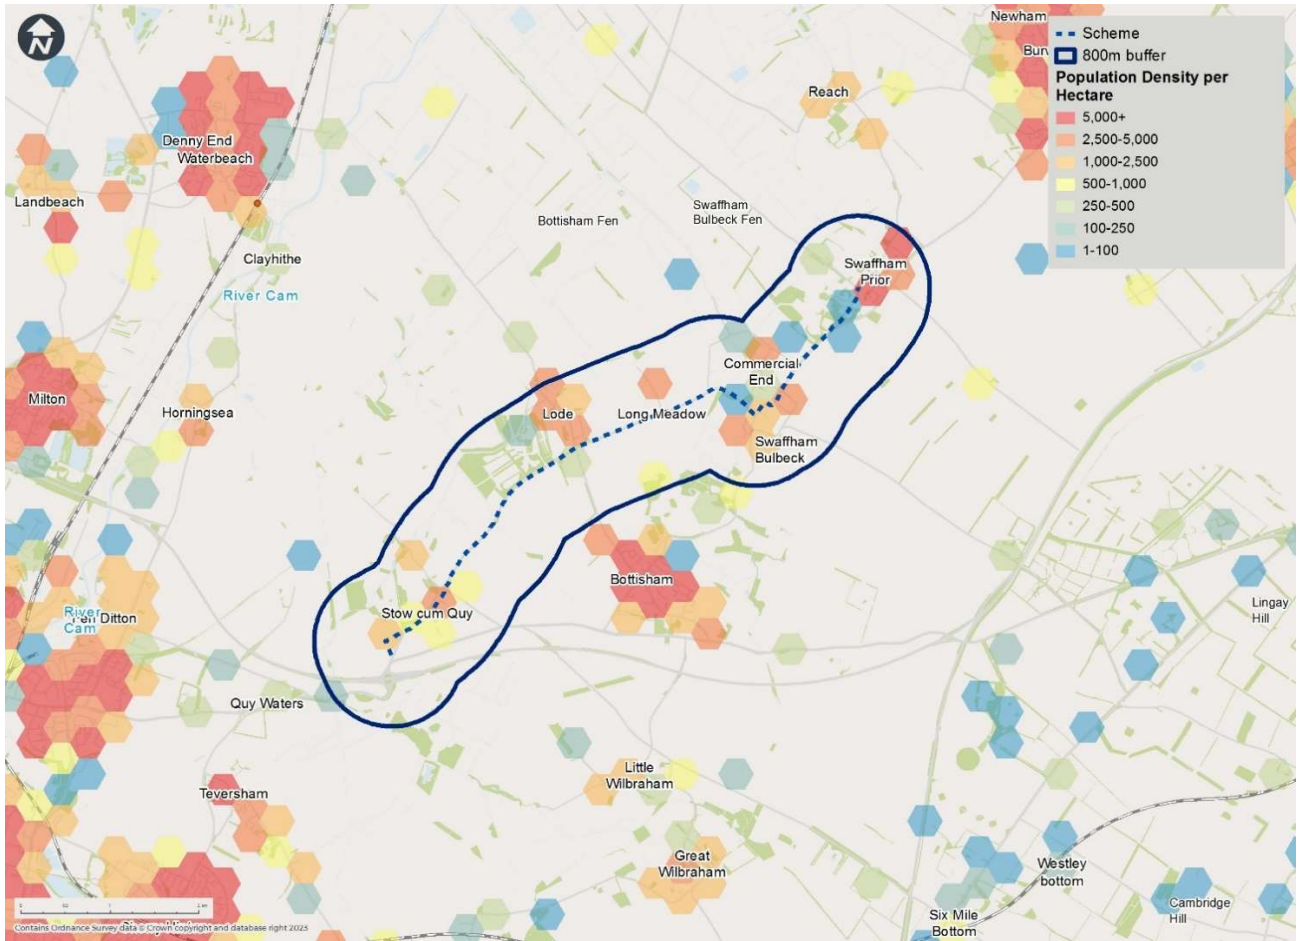 N
Newham
Burw
Scheme
800m buffer
Population Density per
Hectare
5,000+
2,500-5,000
1,000-2,500
500-1,000
250-500
100-250
1-100
Reach
Denny End
Waterbeach
Landbeach
Swaffham
Bulbeck Fen
Bottisham Fen
Clayhithe
Swaffham
Prior
River Cam
Commercial
End
Milton
Horningsea
Lode
Long Meadow
Swaffham
Bulbeck
Bottisham
Stow cum Quy
River
Cam
Fen Ditton
Lingay
Hill
Quy Waters
Little
Wilbraham
Teversham
Great
Wilbraham
Westley
bottom
Cambridge
Hill
Six Mile
Bottom
Contains Ordnance Survey data © Crown copyright and database right 2023